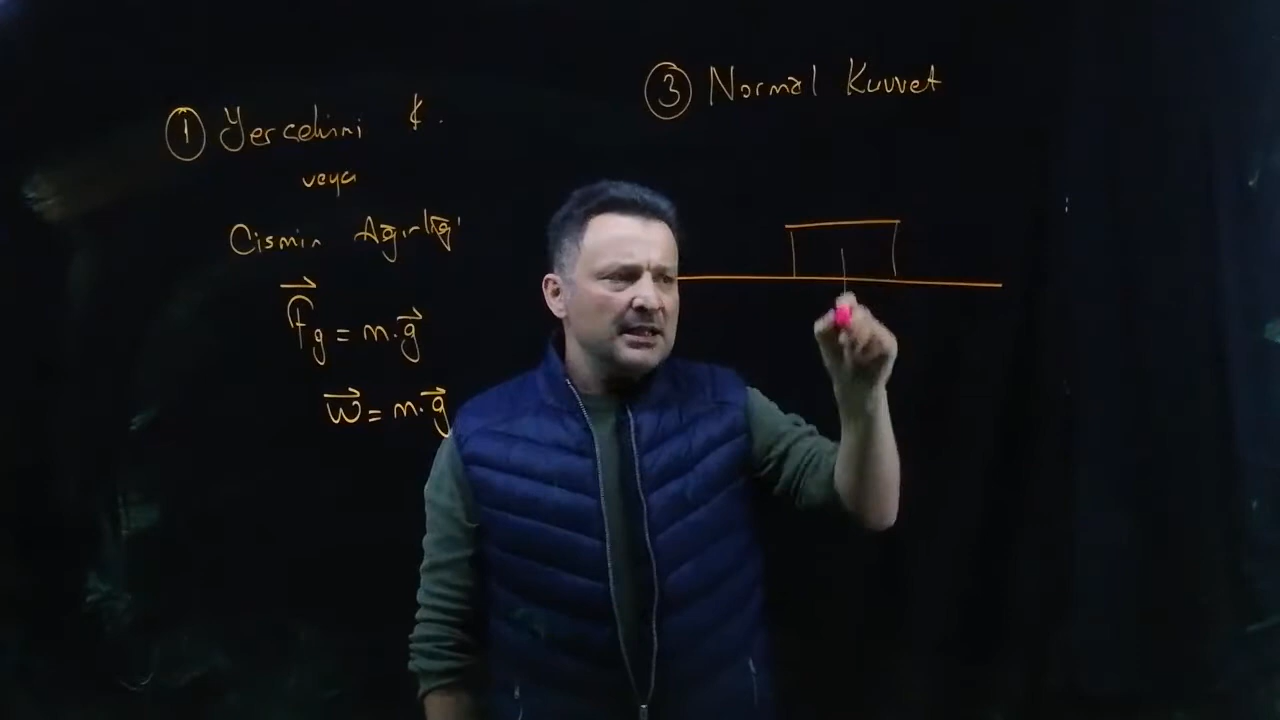 ① Yerçekimi K.
veya
Cismin Ağırlığı
F⃗g = m.g⃗
w⃗ = m.g⃗
③ Normal Kuvvet